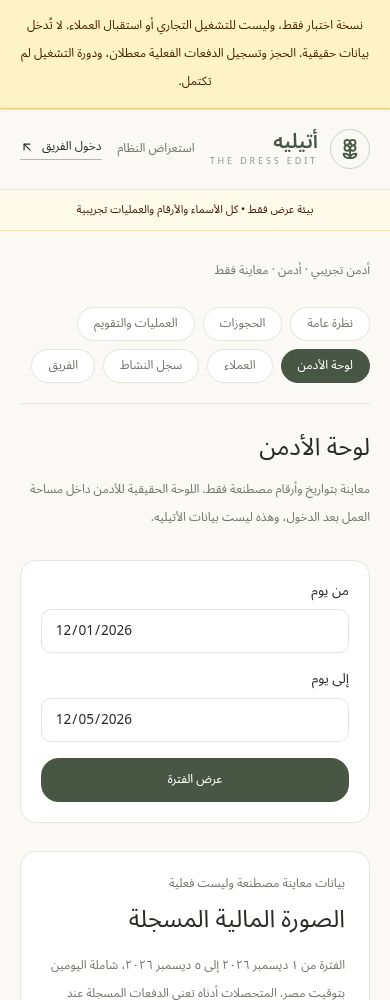 نسخة اختبار فقط، وليست للتشغيل التجاري أو استقبال العملاء. لا تُدخل
بيانات حقيقية. الحجز وتسجيل الدفعات الفعلية معطلان، ودورة التشغيل لم
تكتمل.
أتيليه
THE DRESS EDIT
استعراض النظام
دخول الفريق
بيئة عرض فقط • كل الأسماء والأرقام والعمليات تجريبية
أدمن تجريبي · أدمن · معاينة فقط
نظرة عامة
الحجوزات
العمليات والتقويم
لوحة الأدمن
العملاء
سجل النشاط
الفريق
لوحة الأدمن
معاينة بتواريخ وأرقام مصطنعة فقط. اللوحة الحقيقية للأدمن داخل مساحة
العمل بعد الدخول، وهذه ليست بيانات الأتيليه.
من يوم
12/01/2026
إلى يوم
12/05/2026
عرض الفترة
بيانات معاينة مصطنعة وليست فعلية
الصورة المالية المسجلة
الفترة من ١ ديسمبر ٢٠٢٦ إلى ٥ ديسمبر ٢٠٢٦، شاملة اليومين
بتوقيت مصر. المتحصلات أدناه تعني الدفعات المسجلة عند